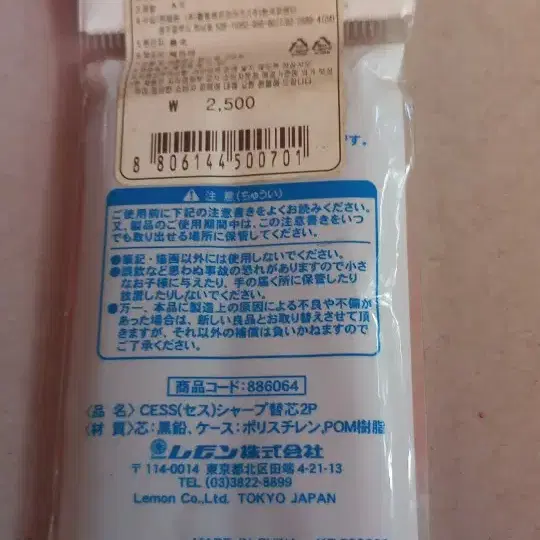 ₩ 2,500
8 806144 500701
す。
⚠ 注 意(ちゅうい)
ご使用前に下記の注意書きをよくお読みください。
又、製品のご使用期間中は、この注意書きをいつ
でも取り出せる場所に保管してください。
●筆記・描画以外には使用しないでください。
●誤飲など思わぬ事故の恐れがありますので小さ
なお子様に与えたり、手の届く所に保管したり
放置したりしないでください。
●万一、本品に製造上の原因による不良や不備が
あった場合は、新しい良品とお取り替えさせて頂
きますが、それ以外の補償は負いかねますので
ご了承ください。
商品コード:886064
〈品 名〉CESS(セス)シャープ替芯2P
〈材 質〉芯:黒鉛、ケース:ポリスチレン,POM樹脂
レモン株式会社
〒114-0014 東京都北区田端4-21-13
TEL (03)3822-8899
Lemon Co.,Ltd. TOKYO JAPAN